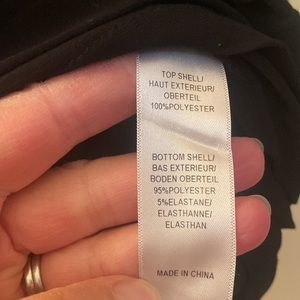 TOP SHELL/
HAUT EXTERIEUR/
OBERTEIL
100%POLYESTER
BOTTOM SHELL/
BAS EXTERIEUR/
BODEN OBERTEIL
95%POLYESTER
5%ELASTANE/
ELASTHANNE/
ELASTHAN
MADE IN CHINA